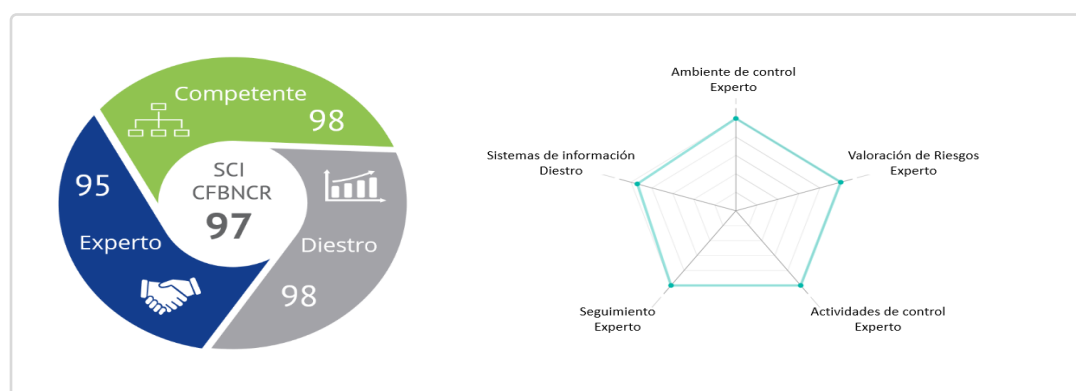 Competente
98
95
Experto
SCI
CFBNCR
97
Diestro
98
Ambiente de control
Experto
Sistemas de información
Diestro
Valoración de Riesgos
Experto
Seguimiento
Experto
Actividades de control
Experto